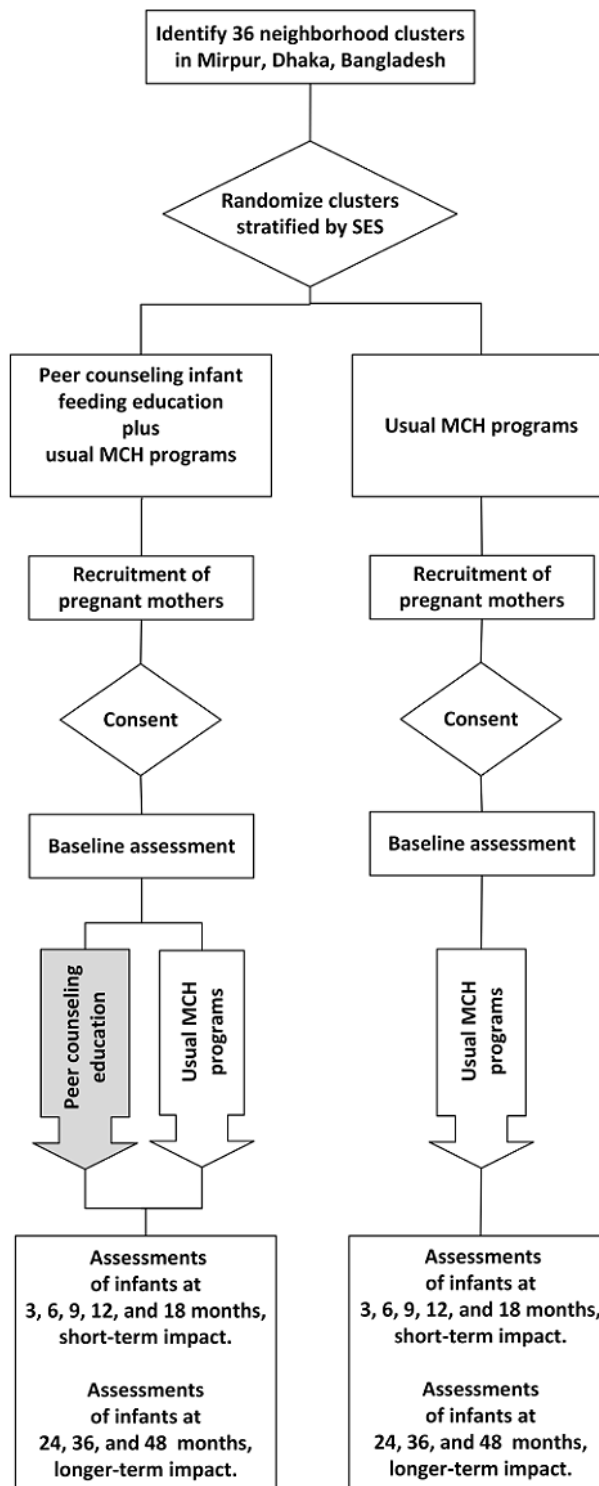 Identify 36 neighborhood clusters
in Mirpur, Dhaka, Bangladesh
Randomize clusters
stratified by SES
Peer counseling infant
feeding education
plus
usual MCH programs
Usual MCH programs
Recruitment of
pregnant mothers
Recruitment of
pregnant mothers
Consent
Consent
Baseline assessment
Baseline assessment
Peer counseling
education
Usual MCH
programs
Usual MCH
programs
Assessments
of infants at
3, 6, 9, 12, and 18 months,
short-term impact.
Assessments
of infants at
24, 36, and 48 months,
longer-term impact.
Assessments
of infants at
3, 6, 9, 12, and 18 months,
short-term impact.
Assessments
of infants at
24, 36, and 48 months,
longer-term impact.